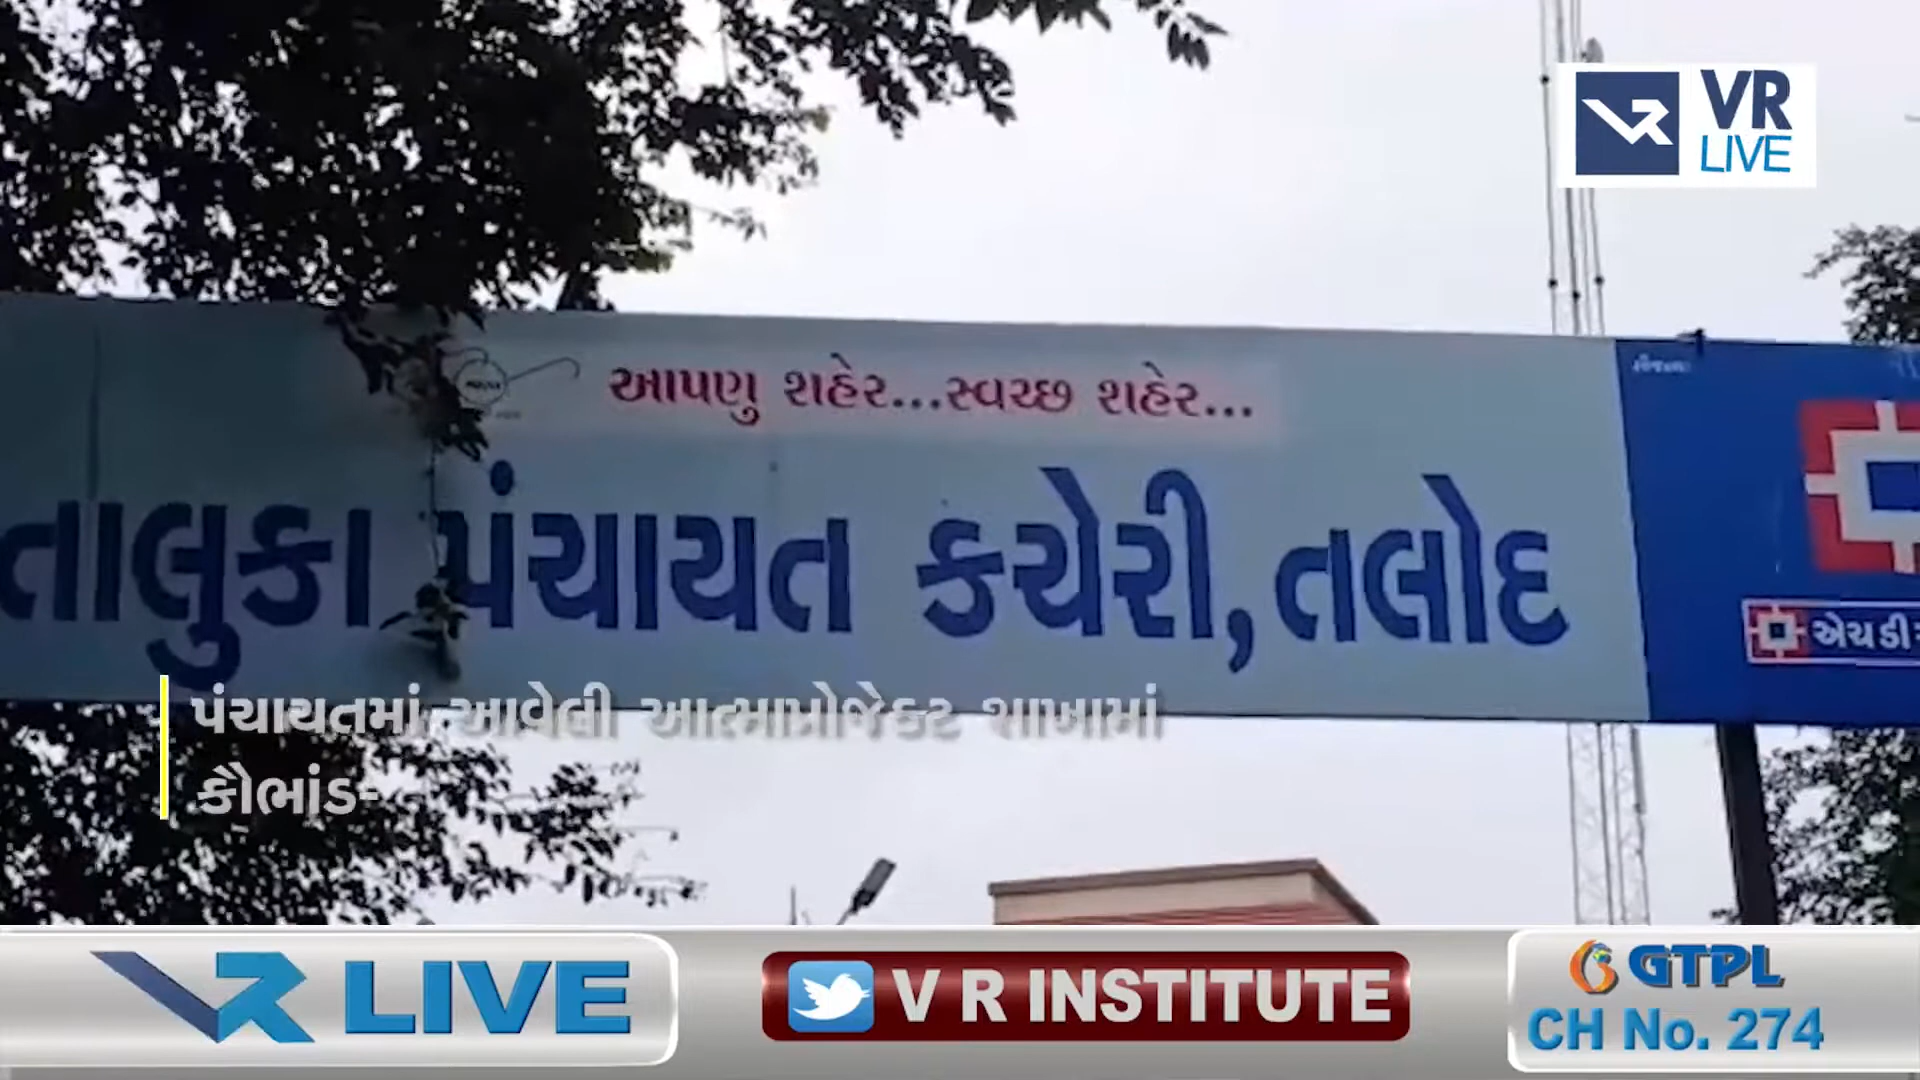 VR
LIVE
આપણુ શહેર...સ્વચ્છ શહેર...
તાલુકા પંચાયત કચેરી, તલોદ
પંચાયતમાં આવેલી આત્માપ્રોજેક્ટ શાખામાં
કૌભાંડ-
VR LIVE
V R INSTITUTE
GTPL
CH No. 274